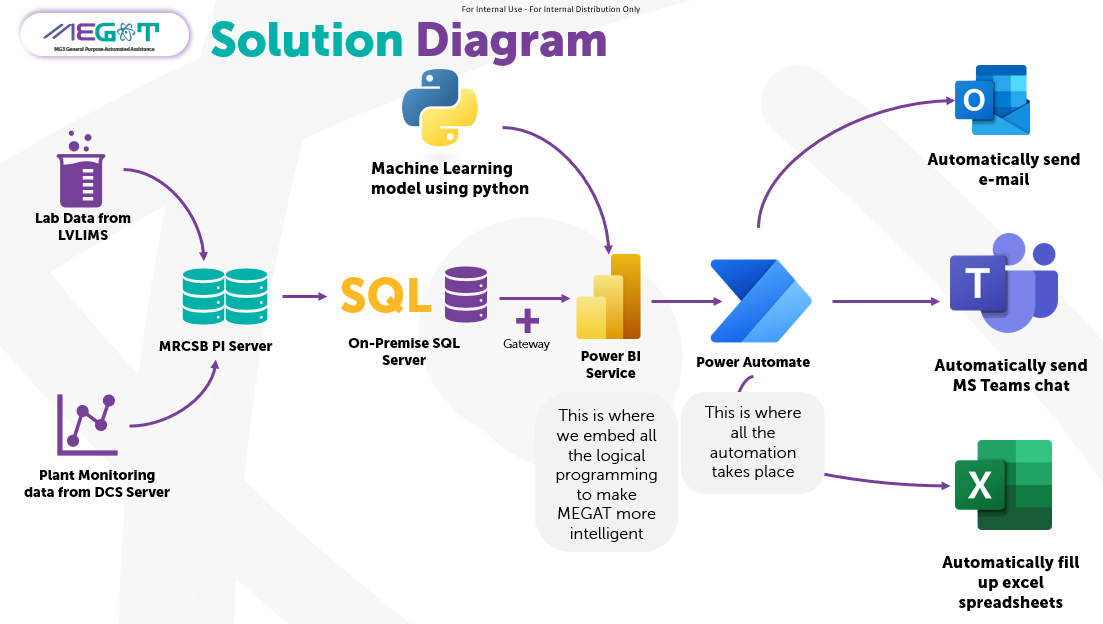 For Internal Use - For Internal Distribution Only
MEGAT
MG3 General Purpose Automated Assistance
Solution Diagram
Machine Learning
model using python
Lab Data from
LVLIMS
MRCSB PI Server
Plant Monitoring
data from DCS Server
SQL
On-Premise SQL
Server
Gateway
Power BI
Service
This is where
we embed all
the logical
programming
to make
MEGAT more
intelligent
Power Automate
This is where
all the
automation
takes place
O
Automatically send
e-mail
T
Automatically send
MS Teams chat
X
Automatically fill
up excel
spreadsheets